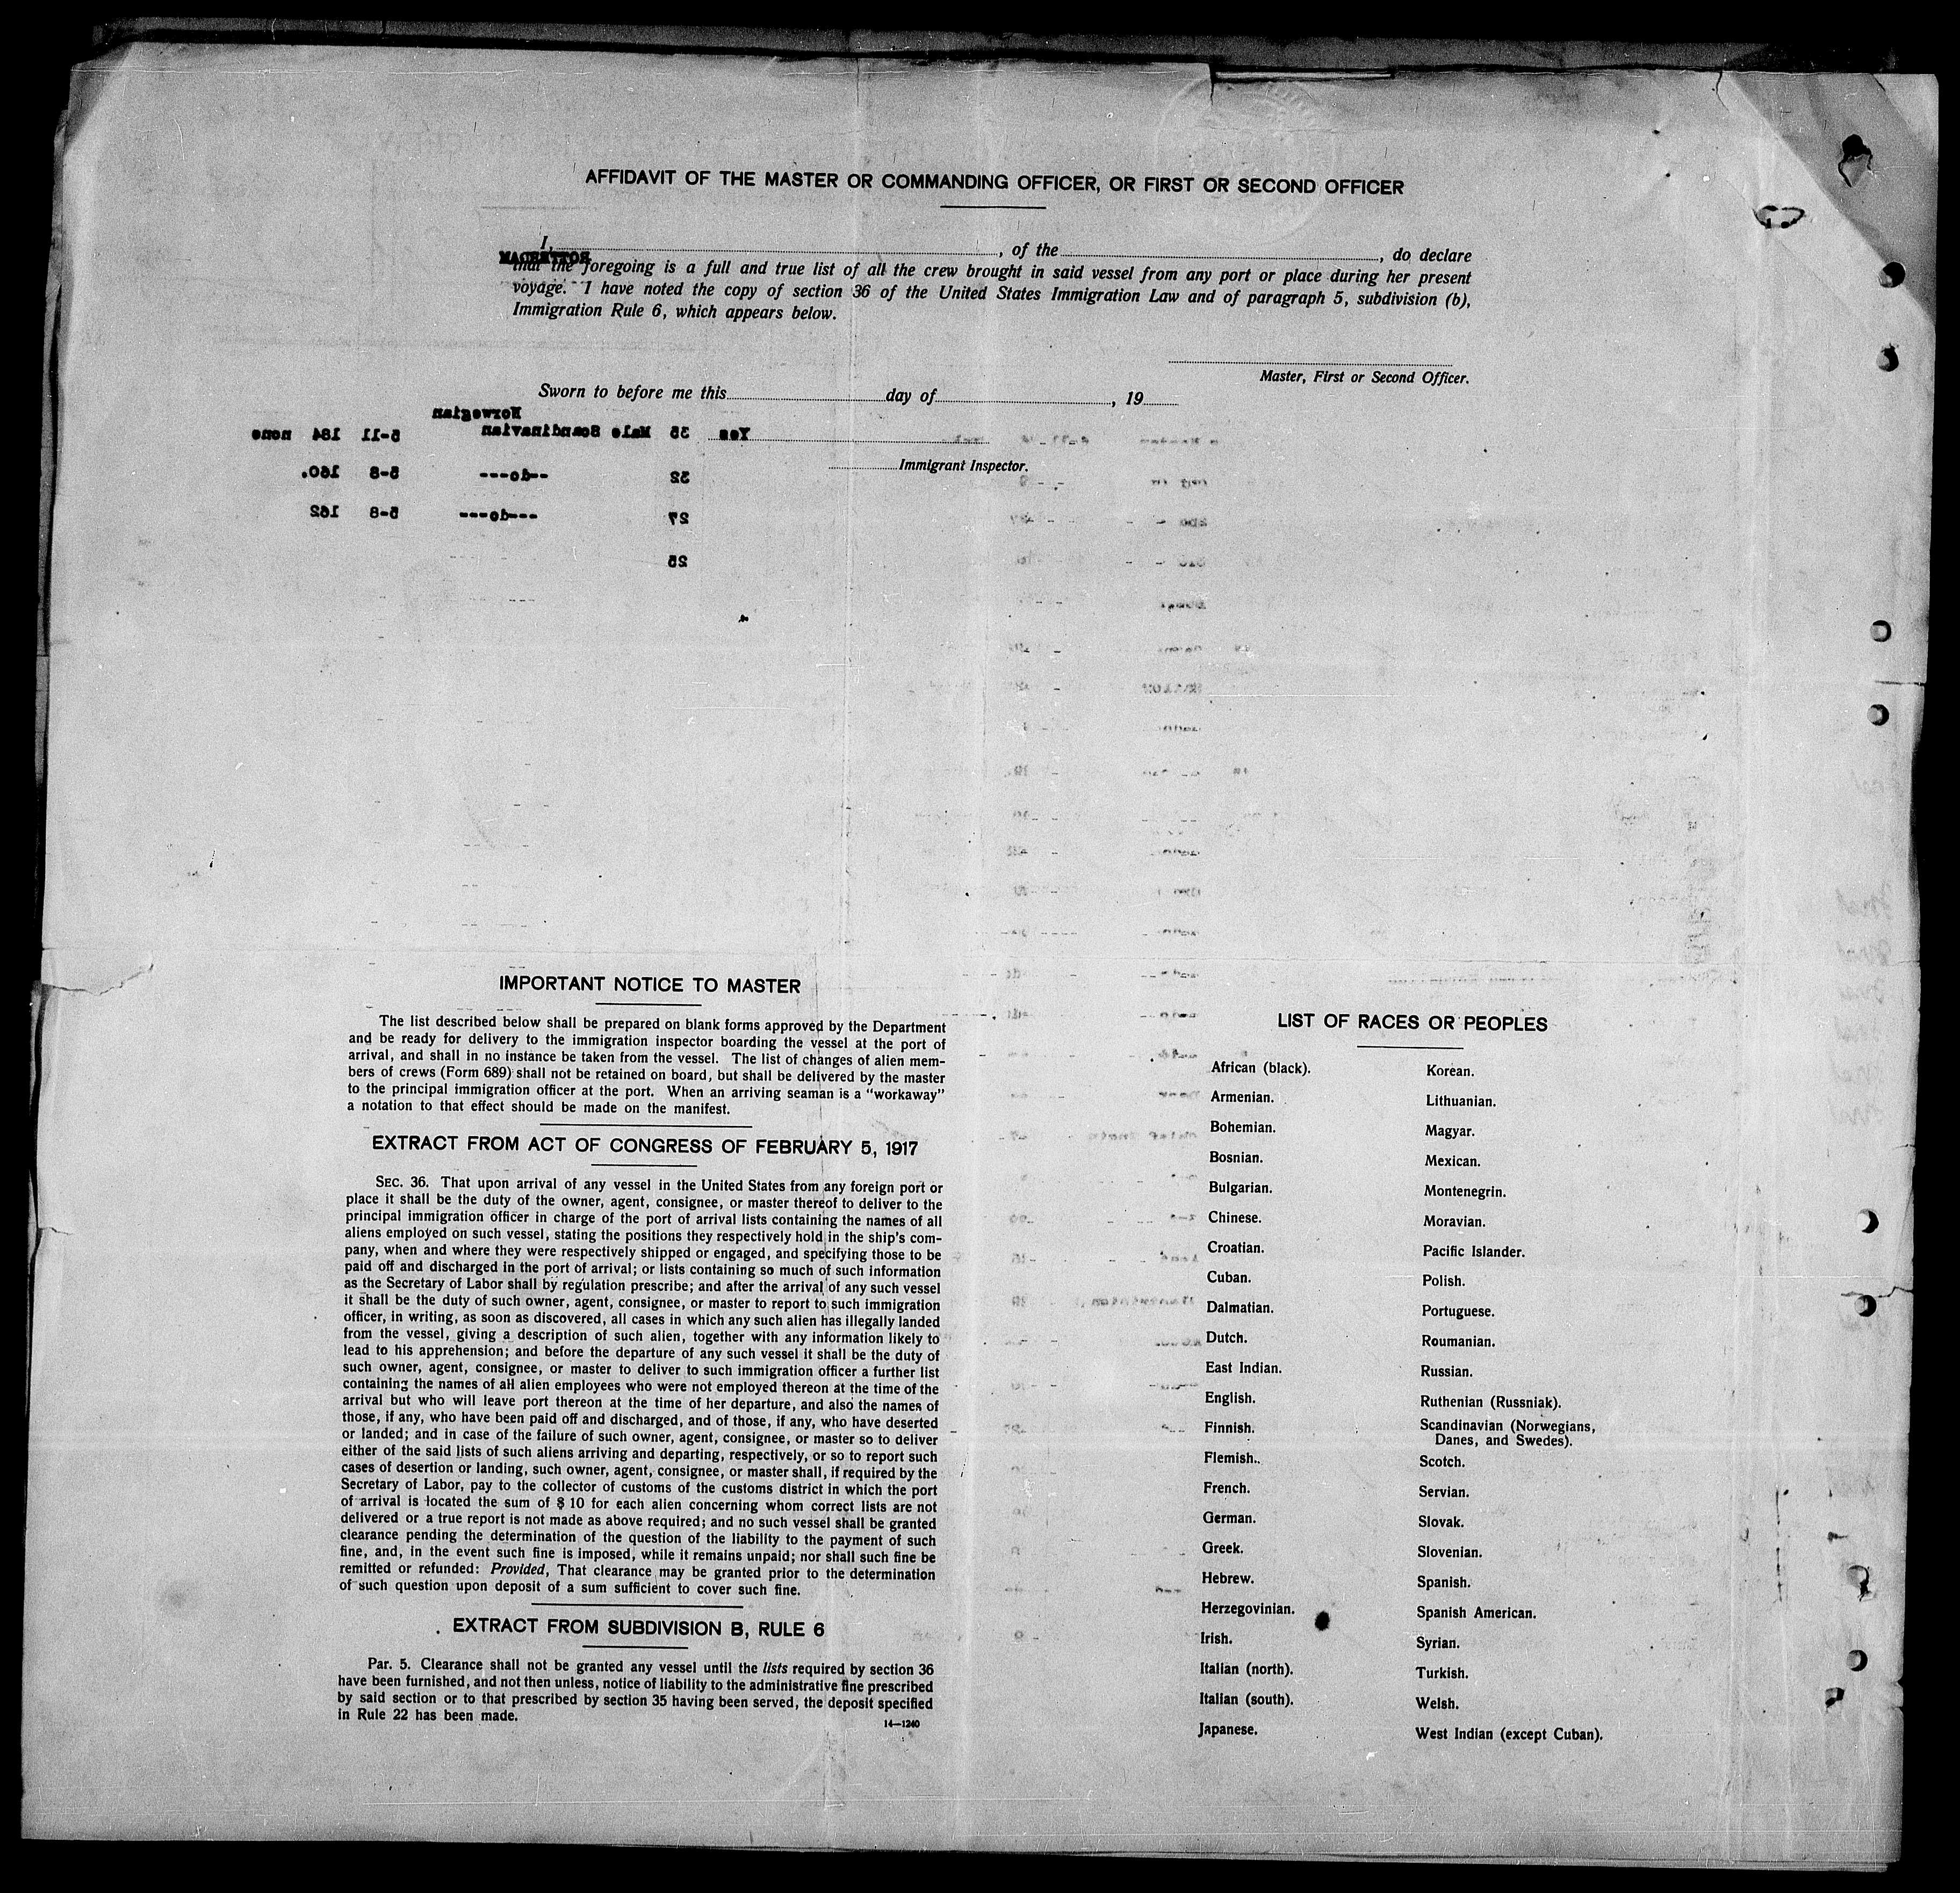 AFFIDAVIT OF THE MASTER OR COMMANDING OFFICER, OR FIRST OR SECOND OFFICER
I, , of the , do declare
that the foregoing is a full and true list of all the crew brought in said vessel from any port or place during her present
voyage. I have noted the copy of section 36 of the United States Immigration Law and of paragraph 5, subdivision (b),
Immigration Rule 6, which appears below.
Master, First or Second Officer.
Sworn to before me this day of , 19
Norwegian
Yes 35 Male Scandinavian 5-11 184 none
Immigrant Inspector.
32 --do--- 5-8 160.
27 ---do--- 5-8 162
25
IMPORTANT NOTICE TO MASTER
The list described below shall be prepared on blank forms approved by the Department
and be ready for delivery to the immigration inspector boarding the vessel at the port of
arrival, and shall in no instance be taken from the vessel. The list of changes of alien mem-
bers of crews (Form 689) shall not be retained on board, but shall be delivered by the master
to the principal immigration officer at the port. When an arriving seaman is a "workaway"
a notation to that effect should be made on the manifest.
EXTRACT FROM ACT OF CONGRESS OF FEBRUARY 5, 1917
SEC. 36. That upon arrival of any vessel in the United States from any foreign port or
place it shall be the duty of the owner, agent, consignee, or master thereof to deliver to the
principal immigration officer in charge of the port of arrival lists containing the names of all
aliens employed on such vessel, stating the positions they respectively hold in the ship's com-
pany, when and where they were respectively shipped or engaged, and specifying those to be
paid off and discharged in the port of arrival; or lists containing so much of such information
as the Secretary of Labor shall by regulation prescribe; and after the arrival of any such vessel
it shall be the duty of such owner, agent, consignee, or master to report to such immigration
officer, in writing, as soon as discovered, all cases in which any such alien has illegally landed
from the vessel, giving a description of such alien, together with any information likely to
lead to his apprehension; and before the departure of any such vessel it shall be the duty of
such owner, agent, consignee, or master to deliver to such immigration officer a further list
containing the names of all alien employees who were not employed thereon at the time of the
arrival but who will leave port thereon at the time of her departure, and also the names of
those, if any, who have been paid off and discharged, and of those, if any, who have deserted
or landed; and in case of the failure of such owner, agent, consignee, or master so to deliver
either of the said lists of such aliens arriving and departing, respectively, or so to report such
cases of desertion or landing, such owner, agent, consignee, or master shall, if required by the
Secretary of Labor, pay to the collector of customs of the customs district in which the port
of arrival is located the sum of $10 for each alien concerning whom correct lists are not
delivered or a true report is not made as above required; and no such vessel shall be granted
clearance pending the determination of the question of the liability to the payment of such
fine, and, in the event such fine is imposed, while it remains unpaid; nor shall such fine be
remitted or refunded: Provided, That clearance may be granted prior to the determination
of such question upon deposit of a sum sufficient to cover such fine.
EXTRACT FROM SUBDIVISION B, RULE 6
Par. 5. Clearance shall not be granted any vessel until the lists required by section 36
have been furnished, and not then unless, notice of liability to the administrative fine prescribed
by said section or to that prescribed by section 35 having been served, the deposit specified
in Rule 22 has been made.
14—1240
LIST OF RACES OR PEOPLES
African (black).
Armenian.
Bohemian.
Bosnian.
Bulgarian.
Chinese.
Croatian.
Cuban.
Dalmatian.
Dutch.
East Indian.
English.
Finnish.
Flemish.
French.
German.
Greek.
Hebrew.
Herzegovinian.
Irish.
Italian (north).
Italian (south).
Japanese.
Korean.
Lithuanian.
Magyar.
Mexican.
Montenegrin.
Moravian.
Pacific Islander.
Polish.
Portuguese.
Roumanian.
Russian.
Ruthenian (Russniak).
Scandinavian (Norwegians,
Danes, and Swedes).
Scotch.
Servian.
Slovak.
Slovenian.
Spanish.
Spanish American.
Syrian.
Turkish.
Welsh.
West Indian (except Cuban).